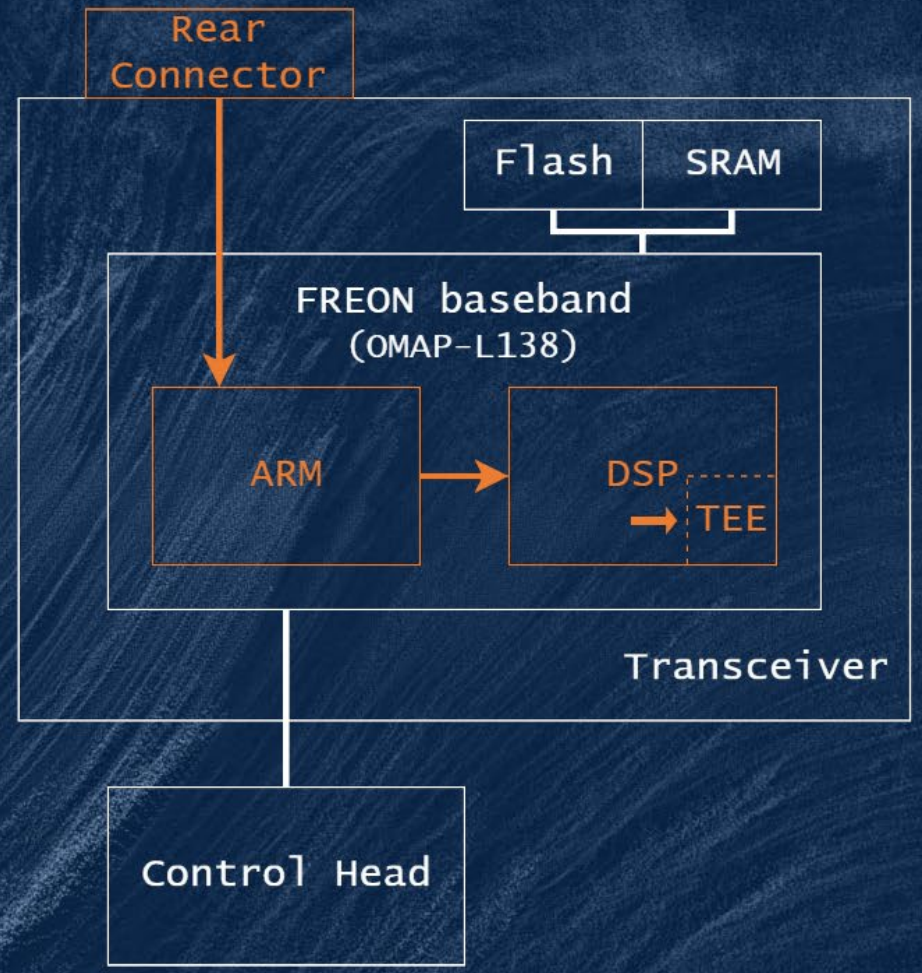 Rear
Connector
Flash
SRAM
FREON baseband
(OMAP-L138)
ARM
DSP
TEE
Transceiver
Control Head